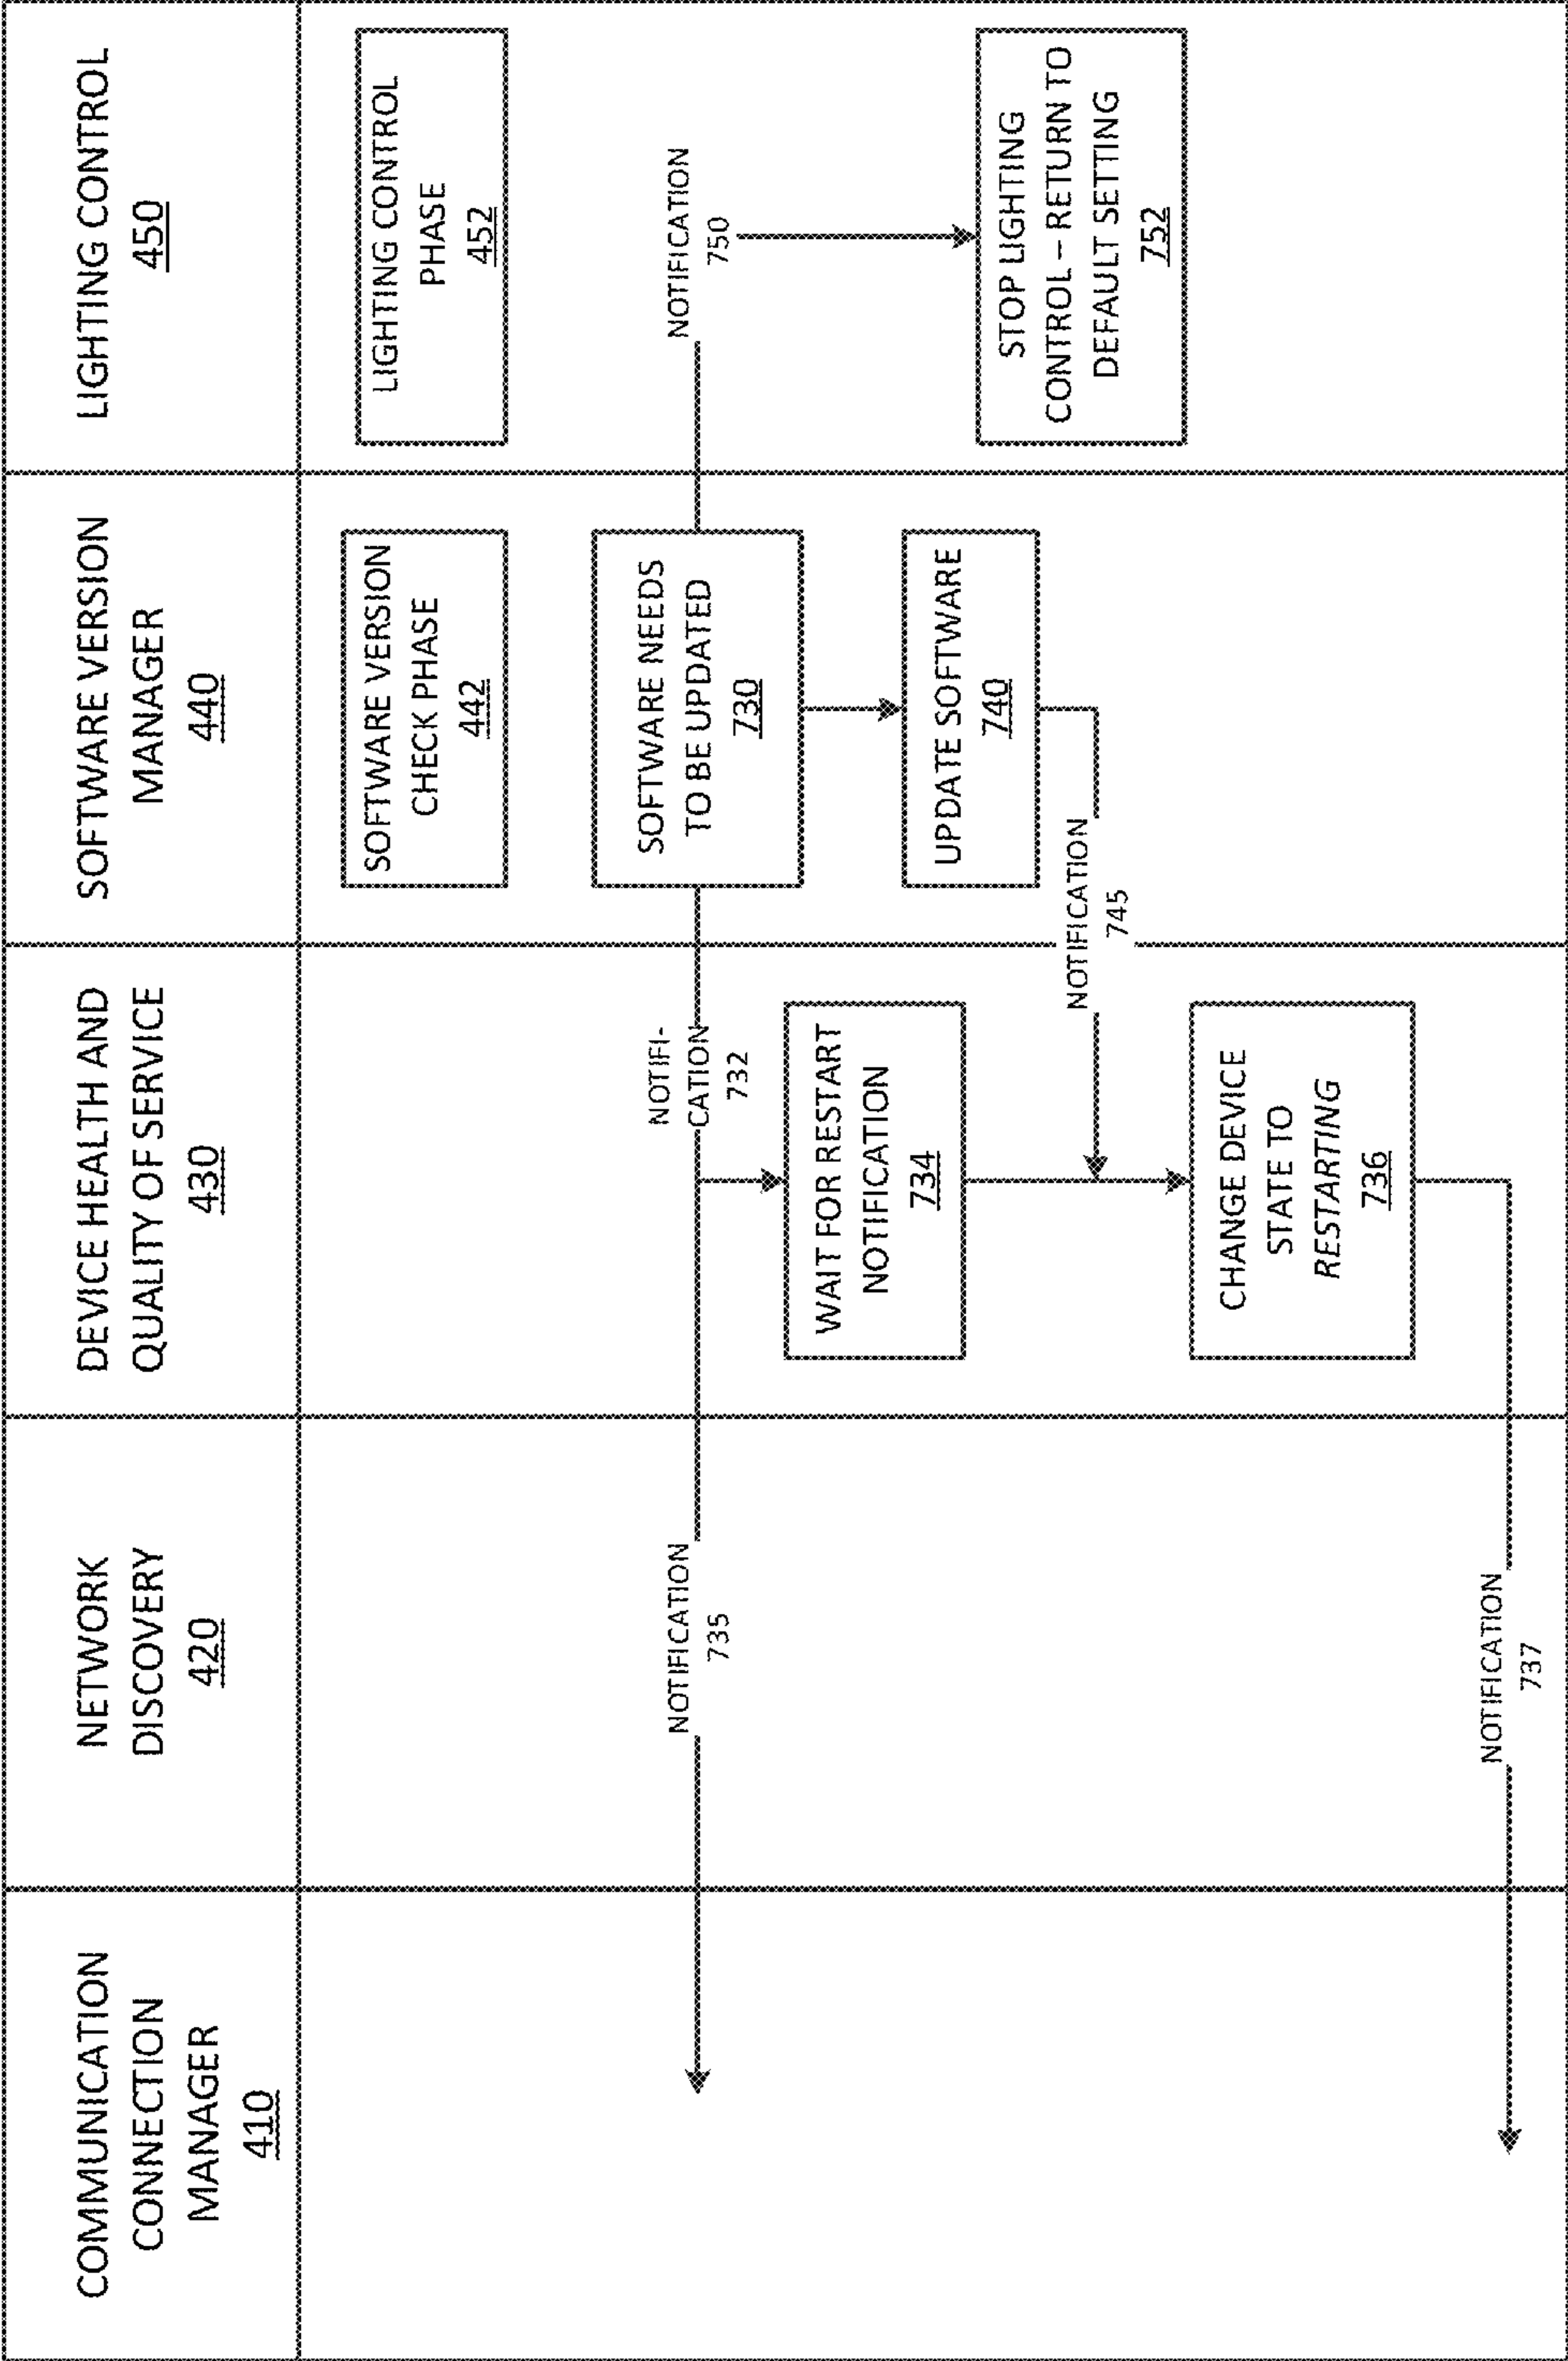 COMMUNICATION
CONNECTION
MANAGER
410
NETWORK
DISCOVERY
420
DEVICE HEALTH AND
QUALITY OF SERVICE
430
SOFTWARE VERSION
MANAGER
440
LIGHTING CONTROL
450
SOFTWARE VERSION
CHECK PHASE
442
LIGHTING CONTROL
PHASE
452
NOTIFICATION
735
NOTIFI-
CATION
732
SOFTWARE NEEDS
TO BE UPDATED
730
NOTIFICATION
750
WAIT FOR RESTART
NOTIFICATION
734
UPDATE SOFTWARE
740
STOP LIGHTING
CONTROL – RETURN TO
DEFAULT SETTING
752
NOTIFICATION
745
CHANGE DEVICE
STATE TO
RESTARTING
736
NOTIFICATION
737